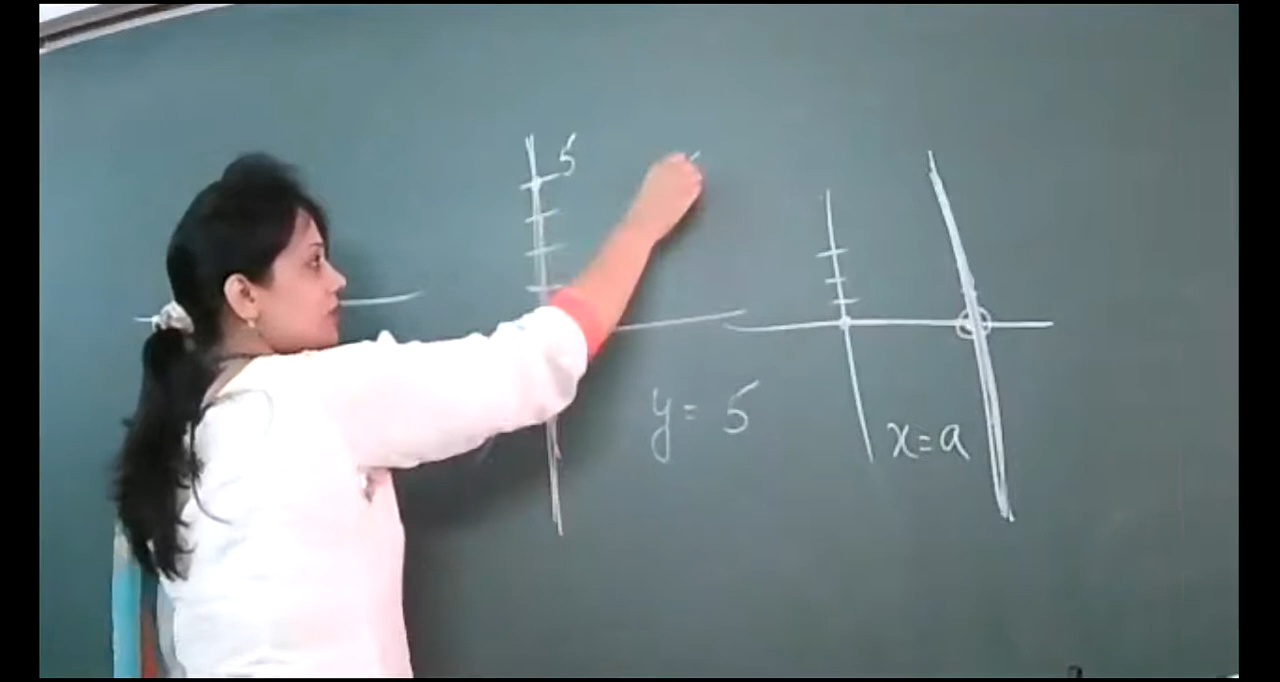 5
y = 5
x = a